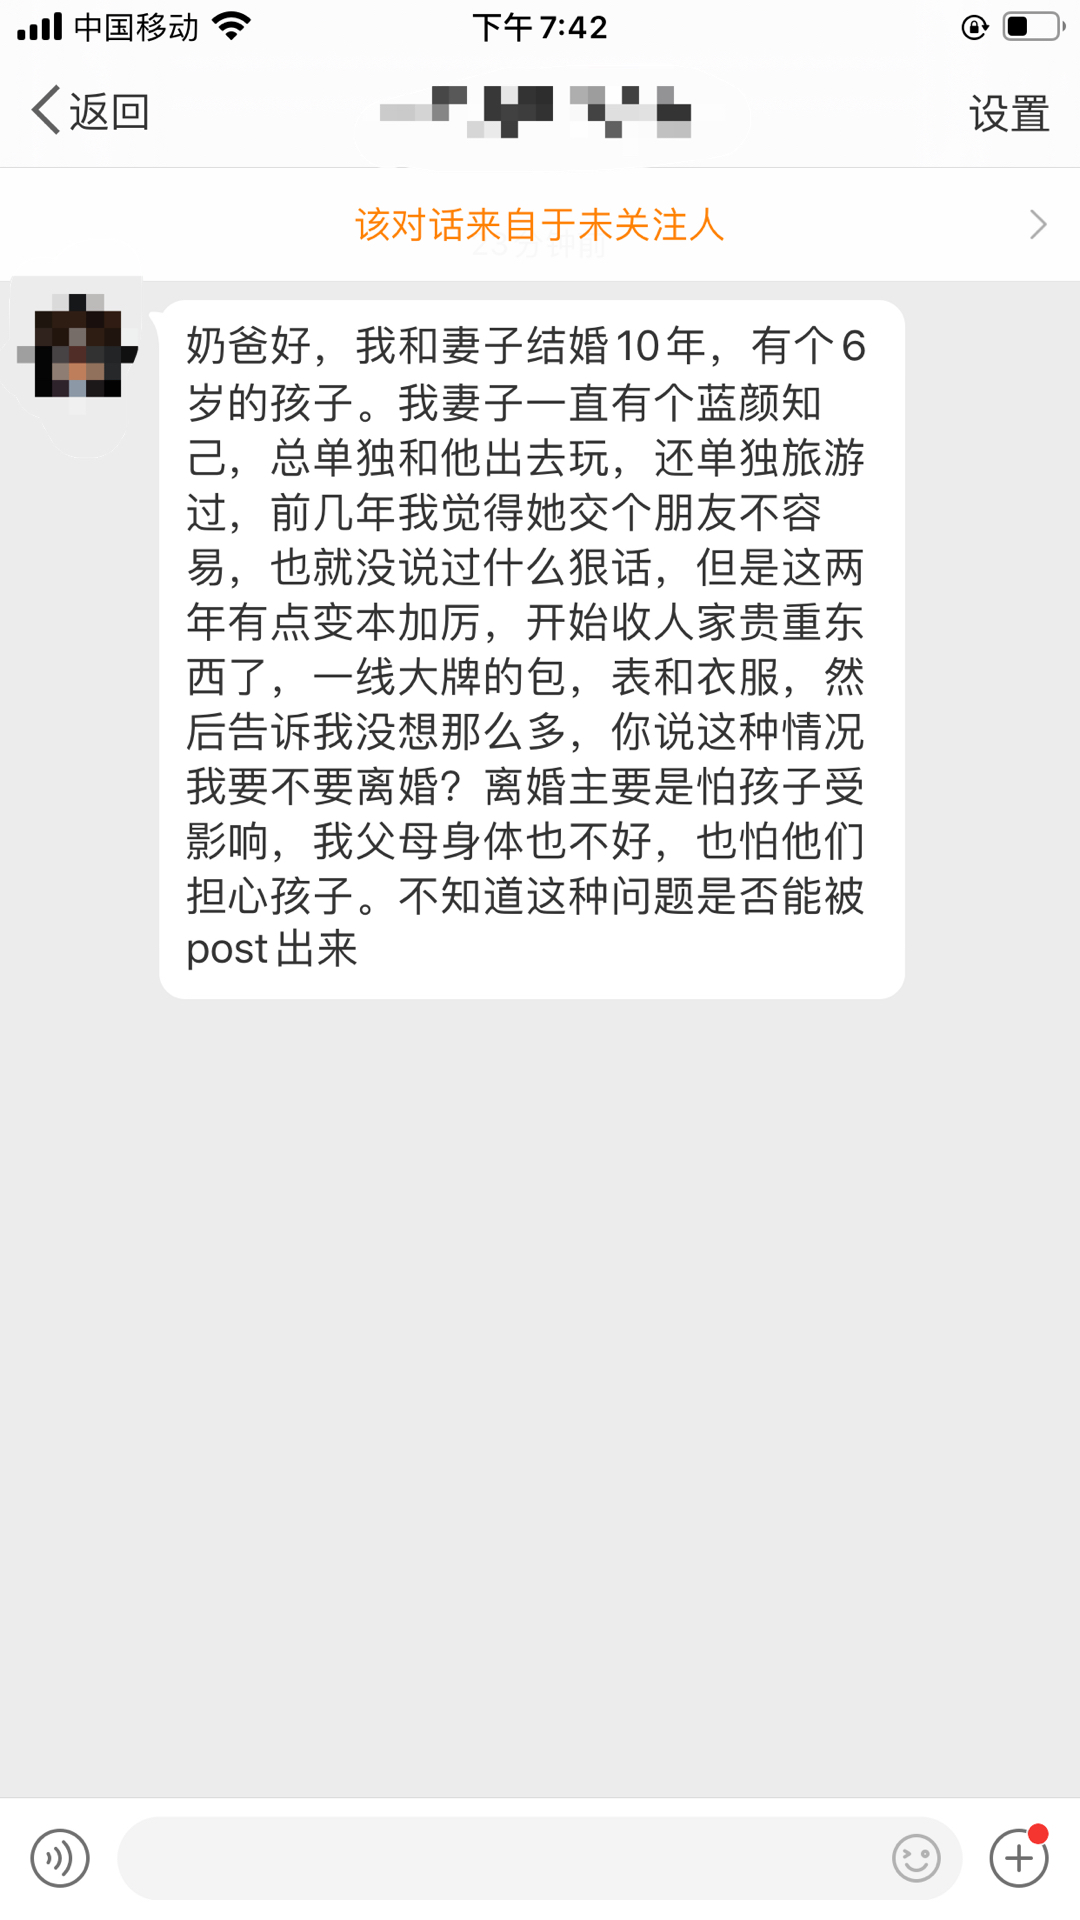 中国移动 下午 7:42
返回 设置
该对话来自于未关注人
奶爸好，我和妻子结婚10年，有个6
岁的孩子。我妻子一直有个蓝颜知
己，总单独和他出去玩，还单独旅游
过，前几年我觉得她交个朋友不容
易，也就没说过什么狠话，但是这两
年有点变本加厉，开始收人家贵重东
西了，一线大牌的包，表和衣服，然
后告诉我没想那么多，你说这种情况
我要不要离婚？离婚主要是怕孩子受
影响，我父母身体也不好，也怕他们
担心孩子。不知道这种问题是否能被
post出来